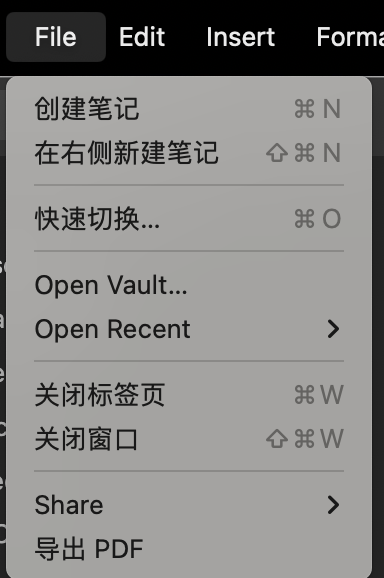 File Edit Insert Forma
创建笔记 ⌘ N
在右侧新建笔记 ⇧ ⌘ N
快速切换... ⌘ O
Open Vault...
Open Recent
关闭标签页 ⌘ W
关闭窗口 ⇧ ⌘ W
Share
导出 PDF